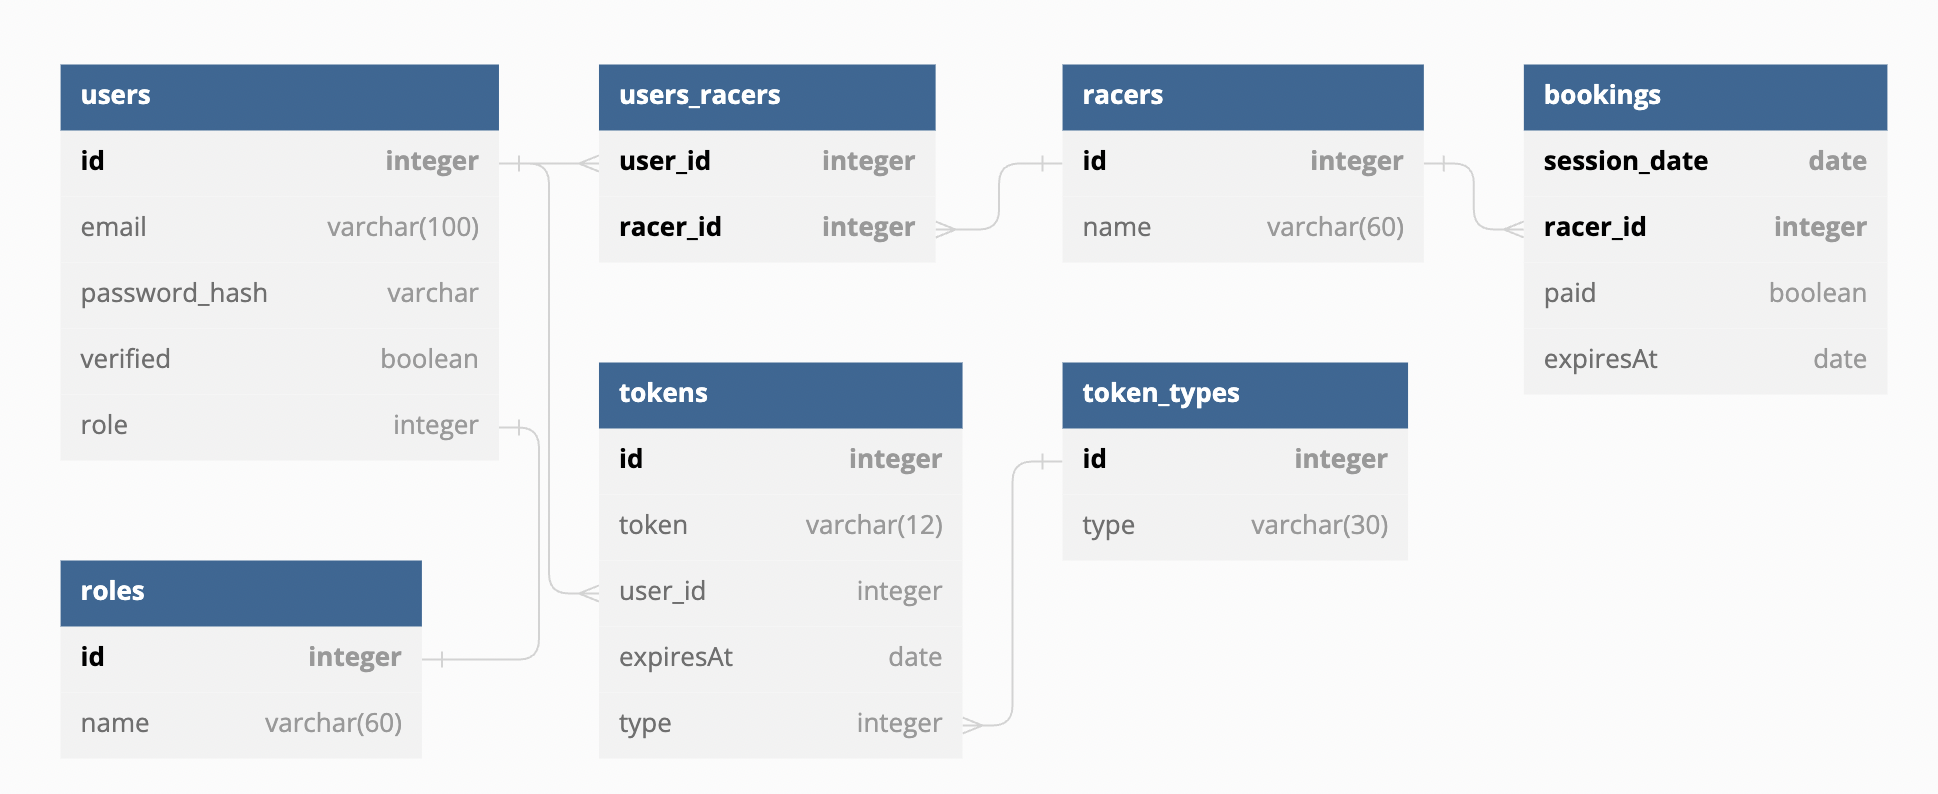 users
id integer
email varchar(100)
password_hash varchar
verified boolean
role integer
users_racers
user_id integer
racer_id integer
racers
id integer
name varchar(60)
bookings
session_date date
racer_id integer
paid boolean
expiresAt date
tokens
id integer
token varchar(12)
user_id integer
expiresAt date
type integer
token_types
id integer
type varchar(30)
roles
id integer
name varchar(60)